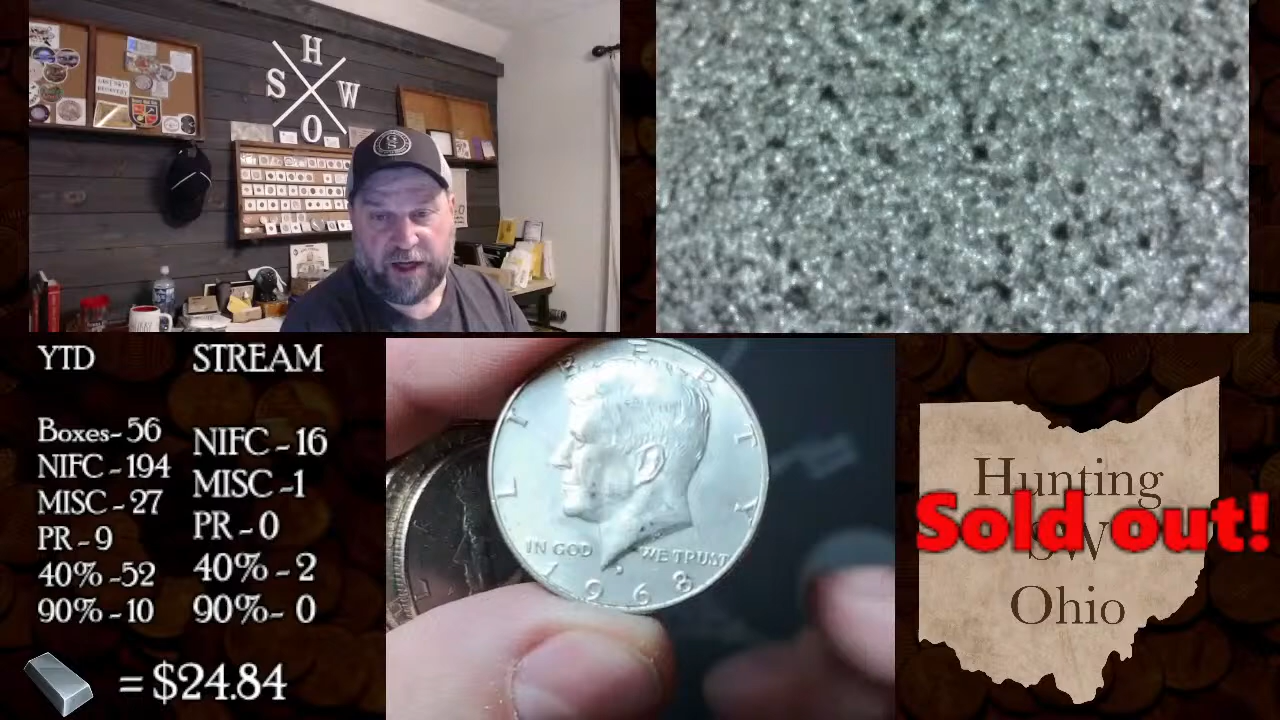 H
S W
O
YTD
Boxes- 56
NIFC - 194
MISC - 27
PR - 9
40% -52
90% - 10
= $24.84
STREAM
NIFC - 16
MISC -1
PR - 0
40% - 2
90% - 0
LIBERTY
IN GOD WE TRUST
1968
Hunting
SW
Ohio
Sold out!